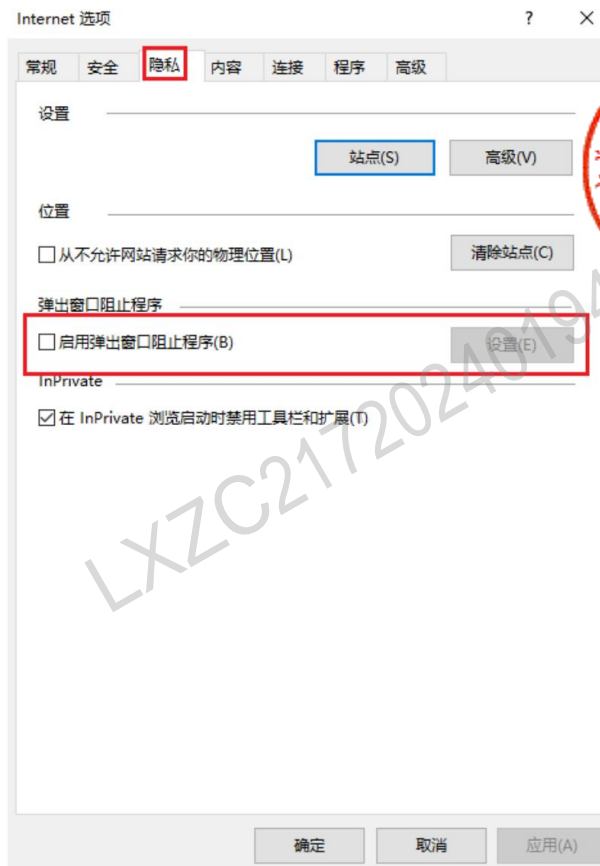 Internet 选项
?
常规 安全 隐私 内容 连接 程序 高级
设置
站点(S) 高级(V)
位置
从不允许网站请求你的物理位置(L) 清除站点(C)
弹出窗口阻止程序
启用弹出窗口阻止程序(B) 设置(E)
InPrivate
在 InPrivate 浏览启动时禁用工具栏和扩展(T)
LXZC21720240194
确定 取消 应用(A)